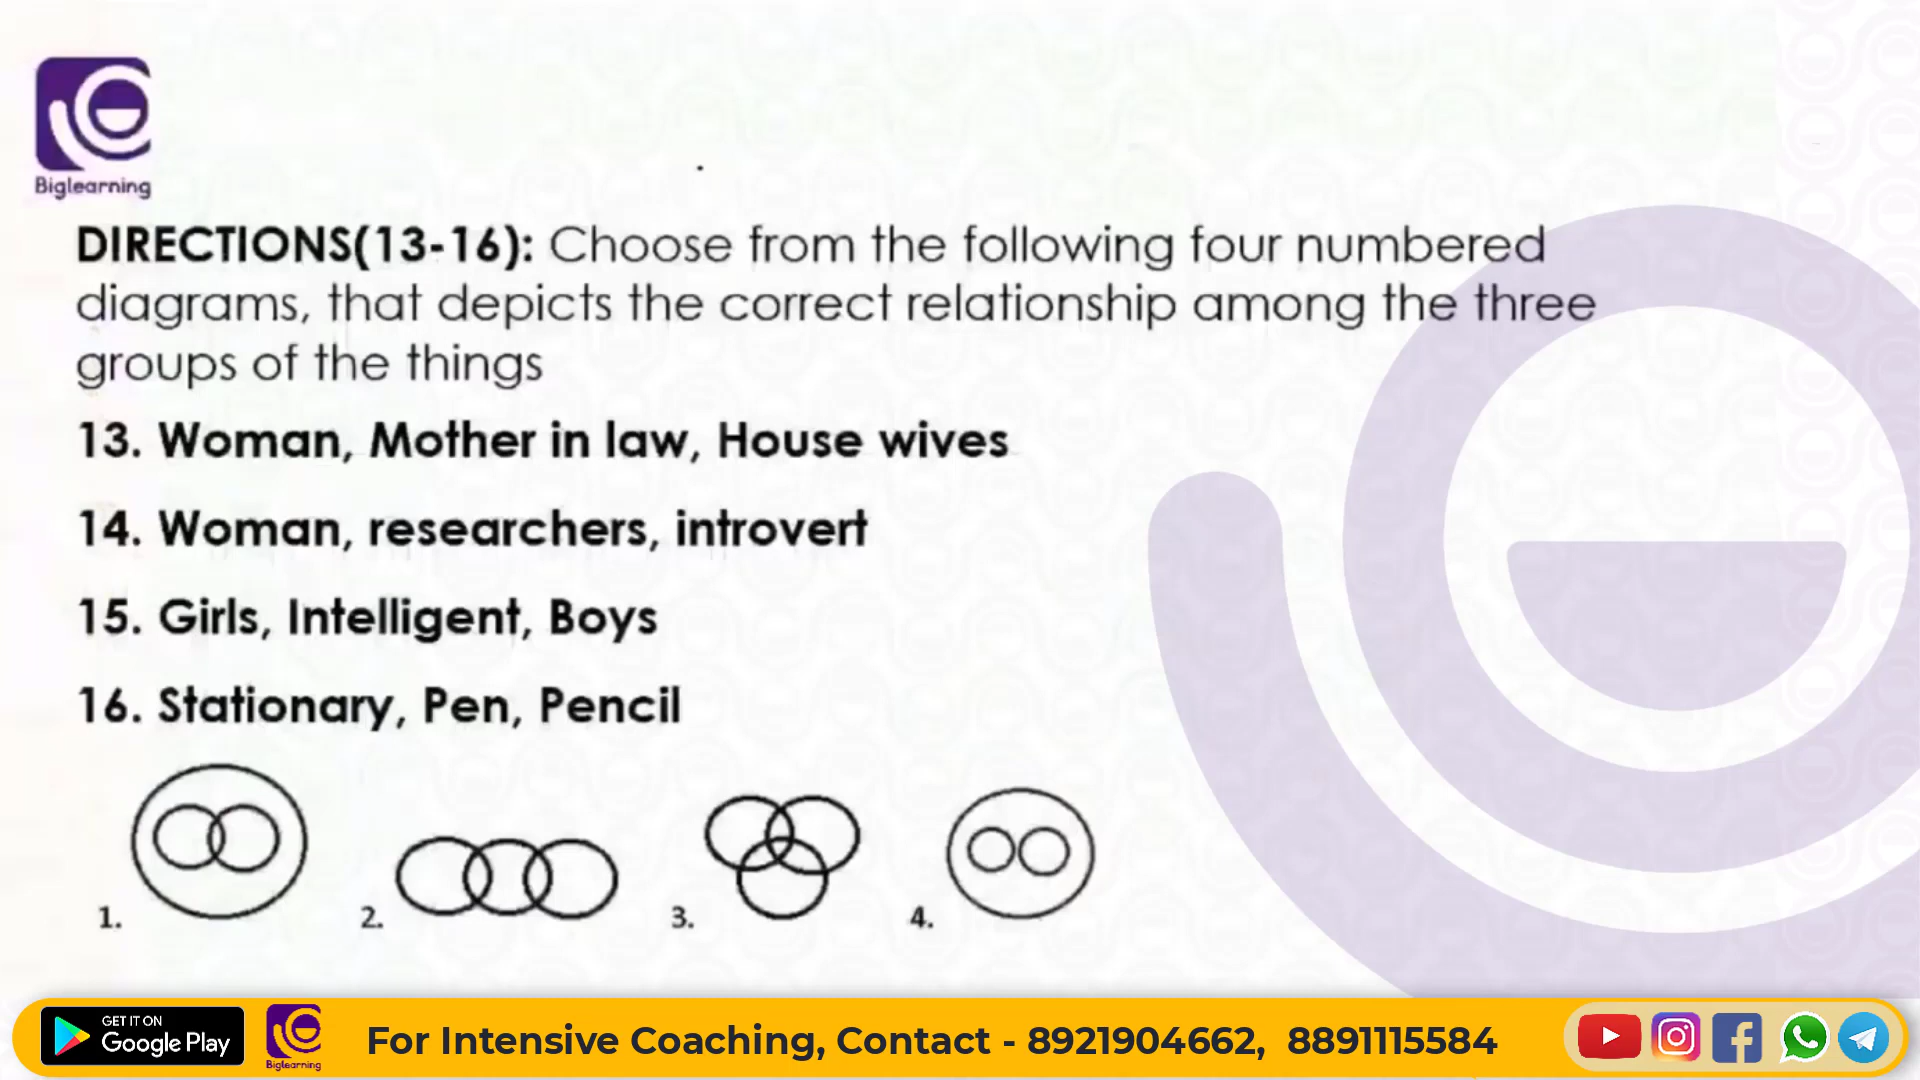 Biglearning
DIRECTIONS(13-16): Choose from the following four numbered
diagrams, that depicts the correct relationship among the three
groups of the things
13. Woman, Mother in law, House wives
14. Woman, researchers, introvert
15. Girls, Intelligent, Boys
16. Stationary, Pen, Pencil
1. 2. 3. 4.
GET IT ON
Google Play
Biglearning
For Intensive Coaching, Contact - 8921904662, 8891115584